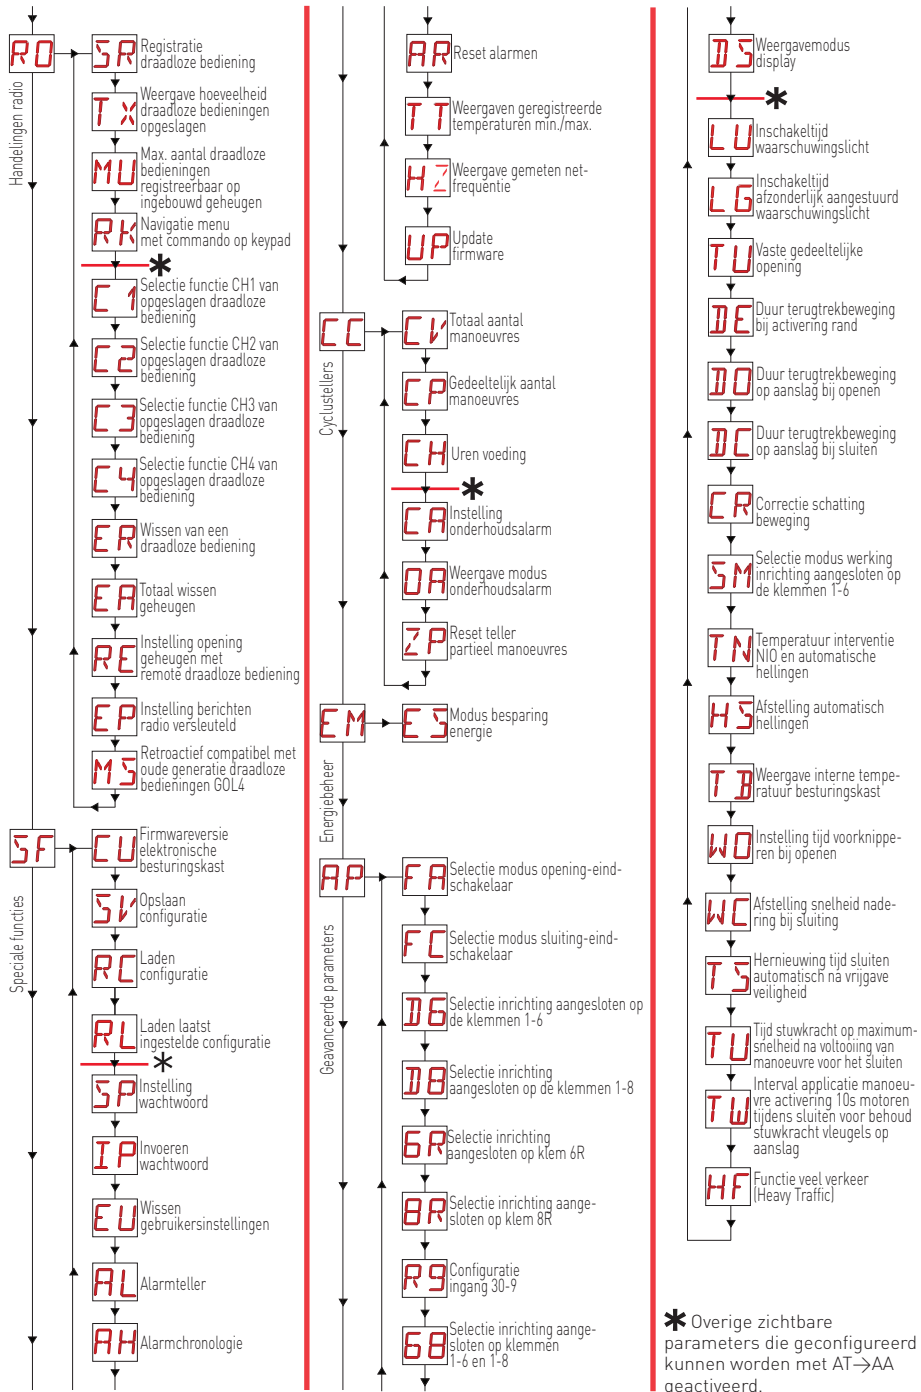 RO
Handelingen radio
SR
Registratie
draadloze bediening
TX
Weergave hoeveelheid
draadloze bedieningen
opgeslagen
MU
Max. aantal draadloze
bedieningen
registreerbaar op
ingebouwd geheugen
RK
Navigatie menu
met commando op keypad
*
C1
Selectie functie CH1 van
opgeslagen draadloze
bediening
C2
Selectie functie CH2 van
opgeslagen draadloze
bediening
C3
Selectie functie CH3 van
opgeslagen draadloze
bediening
C4
Selectie functie CH4 van
opgeslagen draadloze
bediening
ER
Wissen van een
draadloze bediening
EA
Totaal wissen
geheugen
RE
Instelling opening
geheugen met
remote draadloze bediening
EP
Instelling berichten
radio versleuteld
MS
Retroactief compatibel met
oude generatie draadloze
bedieningen GOL4
SF
Speciale functies
CU
Firmwareversie
elektronische
besturingskast
SV
Opslaan
configuratie
RC
Laden
configuratie
RL
Laden laatst
ingestelde configuratie
*
SP
Instelling
wachtwoord
IP
Invoeren
wachtwoord
EU
Wissen
gebruikersinstellingen
AL
Alarmteller
AH
Alarmchronologie
AR
Reset alarmen
TT
Weergaven geregistreerde
temperaturen min./max.
HZ
Weergave gemeten net-
frequentie
UP
Update
firmware
CC
Cyclustellers
CV
Totaal aantal
manoeuvres
CP
Gedeeltelijk aantal
manoeuvres
CH
Uren voeding
*
CA
Instelling
onderhoudsalarm
OA
Weergave modus
onderhoudsalarm
ZP
Reset teller
partieel manoeuvres
EM
Energiebeheer
ES
Modus besparing
energie
AP
Geavanceerde parameters
FA
Selectie modus opening-eind-
schakelaar
FC
Selectie modus sluiting-eind-
schakelaar
D6
Selectie inrichting aangesloten op
de klemmen 1-6
D8
Selectie inrichting
aangesloten op de klemmen 1-8
6R
Selectie inrichting
aangesloten op klem 6R
8R
Selectie inrichting aange-
sloten op klem 8R
R9
Configuratie
ingang 30-9
68
Selectie inrichting aange-
sloten op klemmen
1-6 en 1-8
DS
Weergavemodus
display
*
LU
Inschakeltijd
waarschuwingslicht
LG
Inschakeltijd
afzonderlijk aangestuurd
waarschuwingslicht
TU
Vaste gedeeltelijke
opening
DE
Duur terugtrekbeweging
bij activering rand
DO
Duur terugtrekbeweging
op aanslag bij openen
DC
Duur terugtrekbeweging
op aanslag bij sluiten
CR
Correctie schatting
beweging
SM
Selectie modus werking
inrichting aangesloten op
de klemmen 1-6
TN
Temperatuur interventie
NIO en automatische
hellingen
HS
Afstelling automatisch
hellingen
TB
Weergave interne tempe-
ratuur besturingskast
WO
Instelling tijd voorknippe-
ren bij openen
WC
Afstelling snelheid nade-
ring bij sluiting
TS
Hernieuwing tijd sluiten
automatisch na vrijgave
veiligheid
TU
Tijd stuwkracht op maximum-
snelheid na voltooiing van
manoeuvre voor het sluiten
TW
Interval applicatie manoeu-
vre activering 10s motoren
tijdens sluiten voor behoud
stuwkracht vleugels op
aanslag
HF
Functie veel verkeer
(Heavy Traffic)
* Overige zichtbare
parameters die geconfigureerd
kunnen worden met AT→AA
geactiveerd.